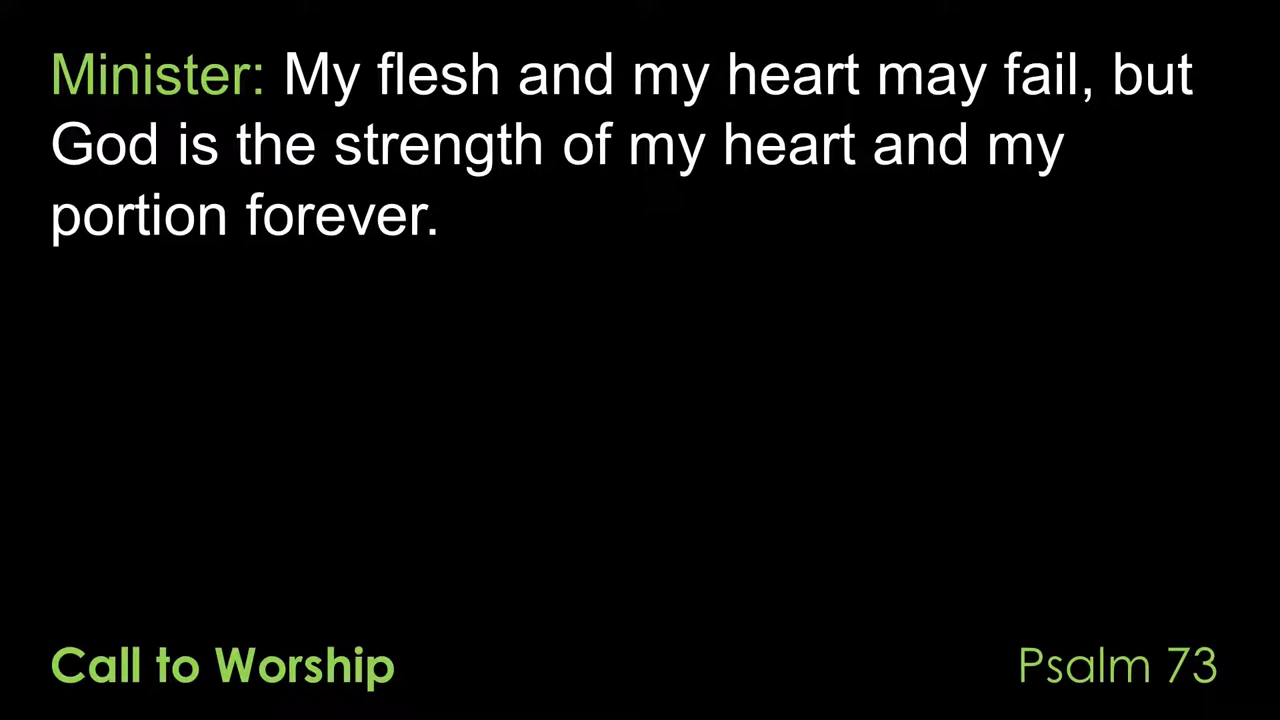 Minister: My flesh and my heart may fail, but
God is the strength of my heart and my
portion forever.
Call to Worship
Psalm 73